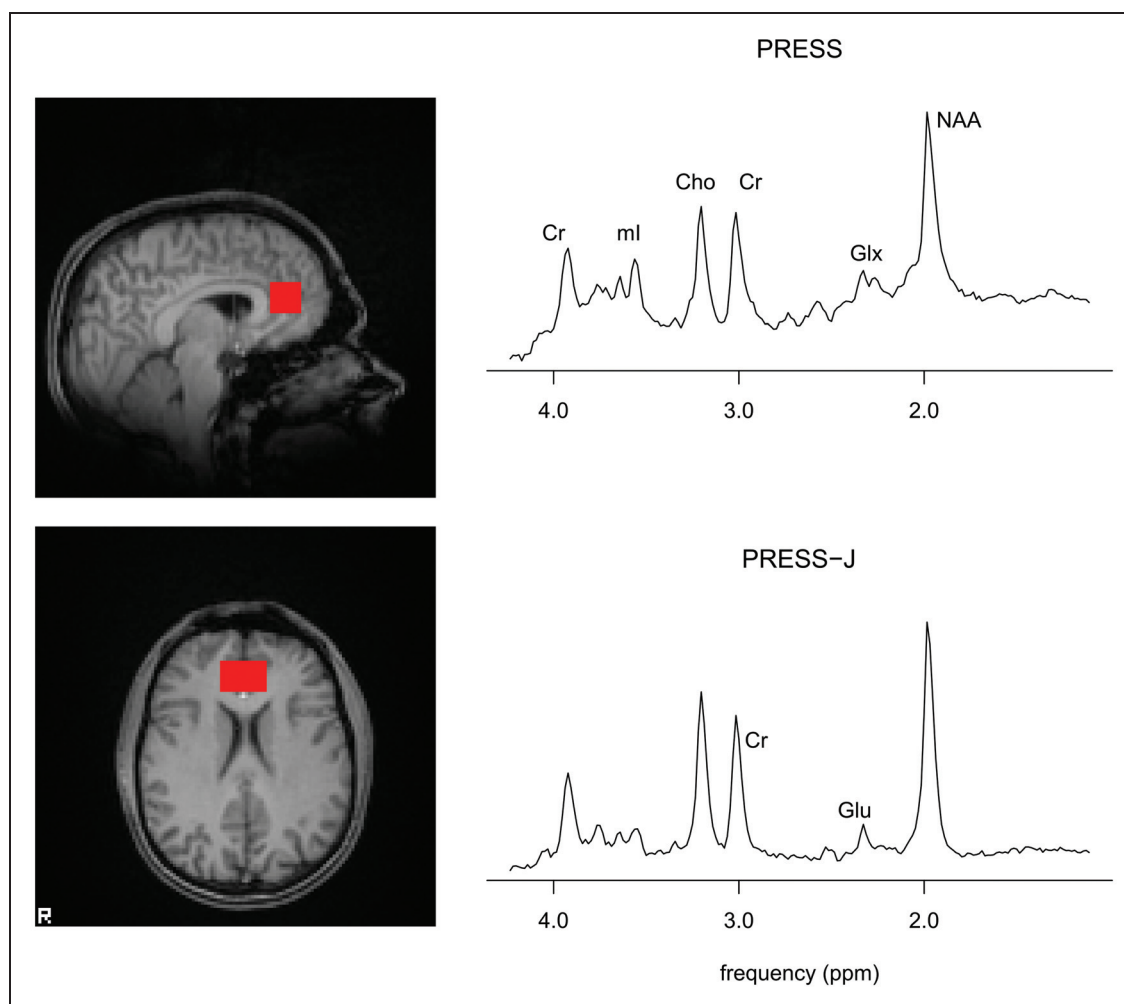 PRESS
NAA
Cho
Cr
Cr
mI
Glx
4.0 3.0 2.0
PRESS−J
Cr
Glu
4.0 3.0 2.0
frequency (ppm)
R